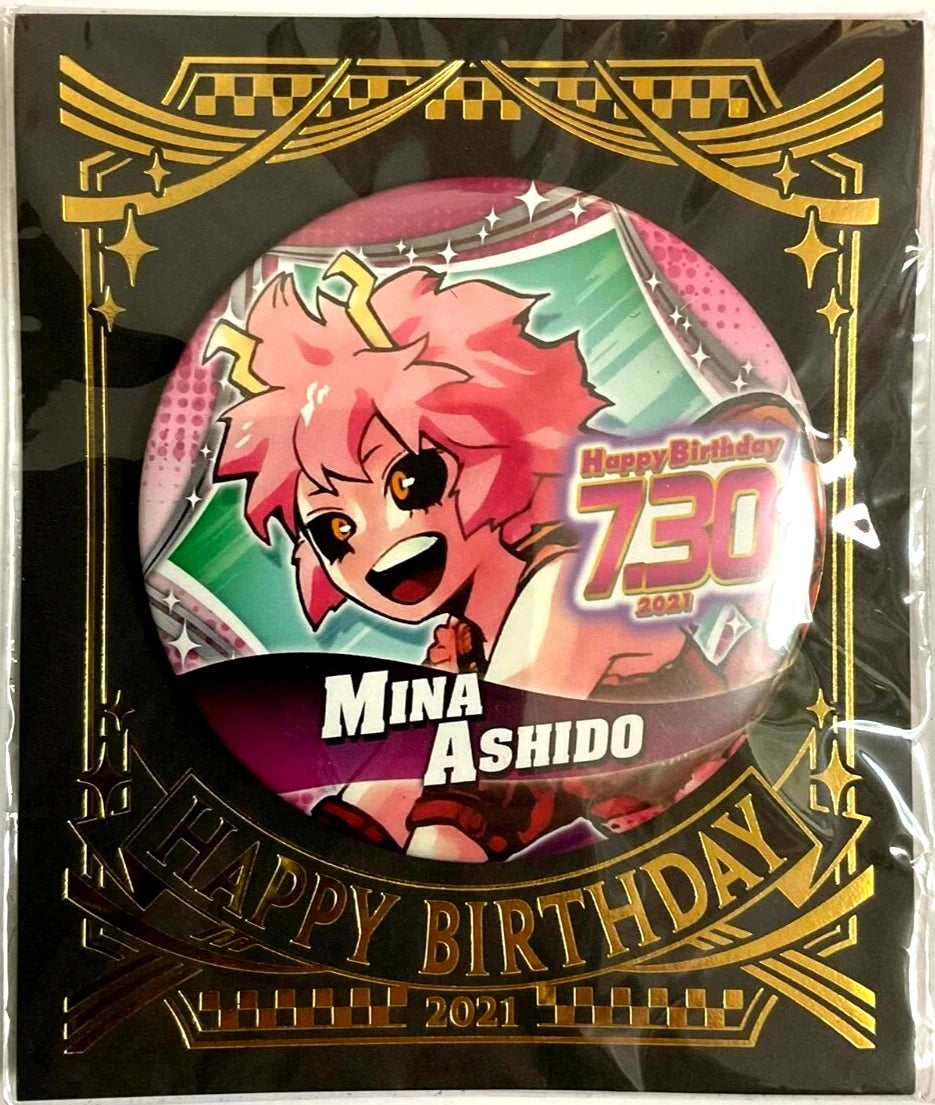 Happy Birthday
7.30
2021
MINA
ASHIDO
HAPPY BIRTHDAY
2021